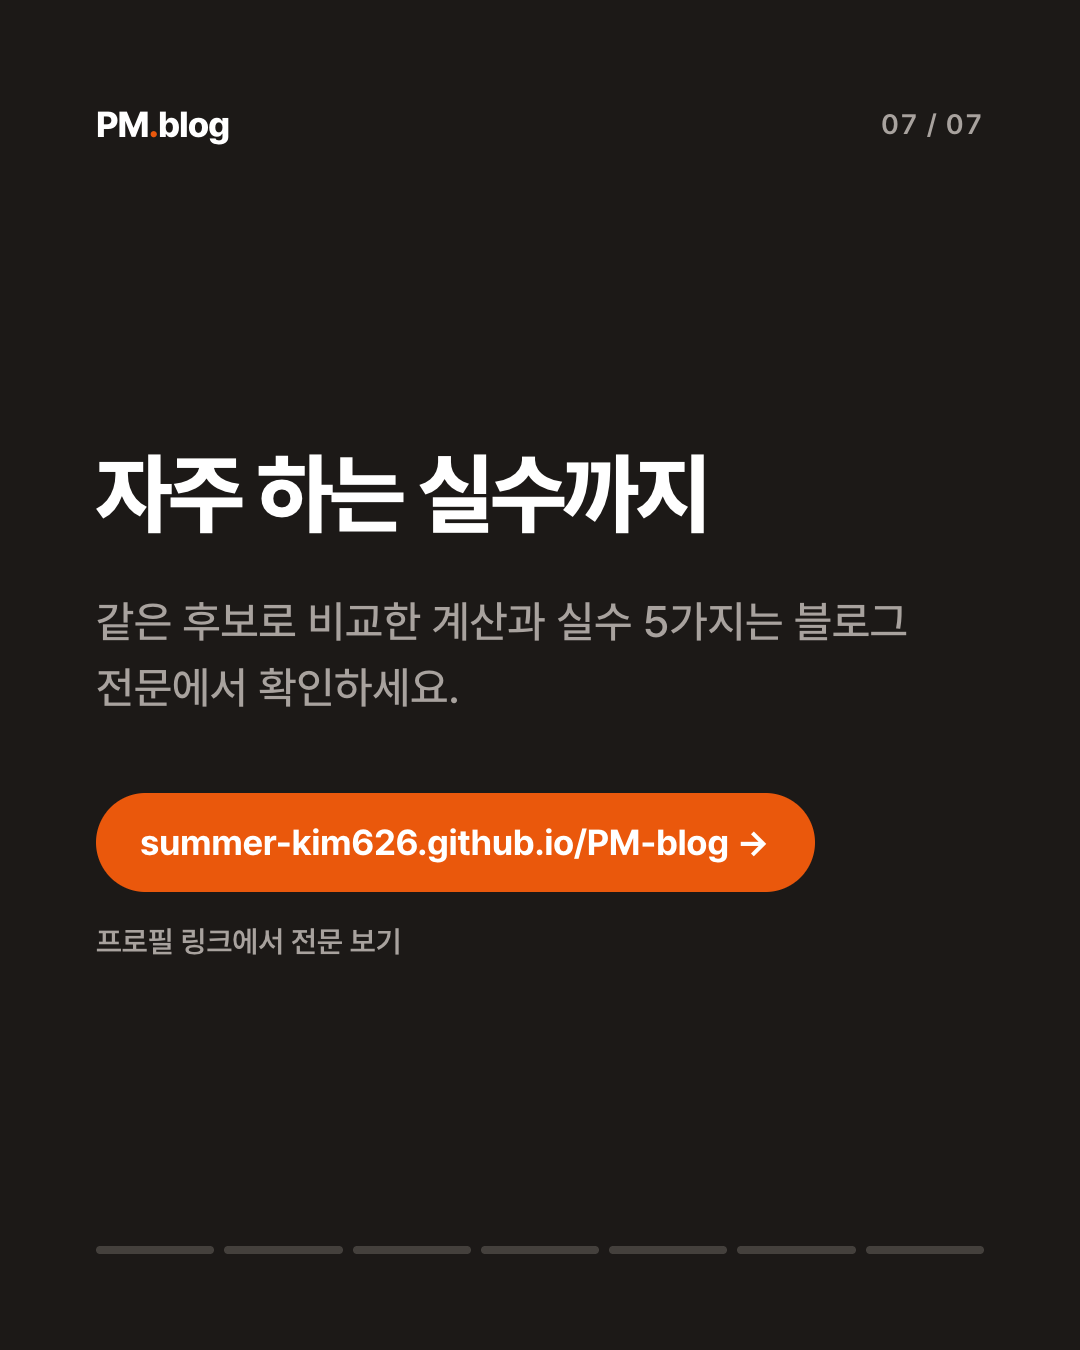 PM.blog
07 / 07
자주 하는 실수까지
같은 후보로 비교한 계산과 실수 5가지는 블로그
전문에서 확인하세요.
summer-kim626.github.io/PM-blog →
프로필 링크에서 전문 보기